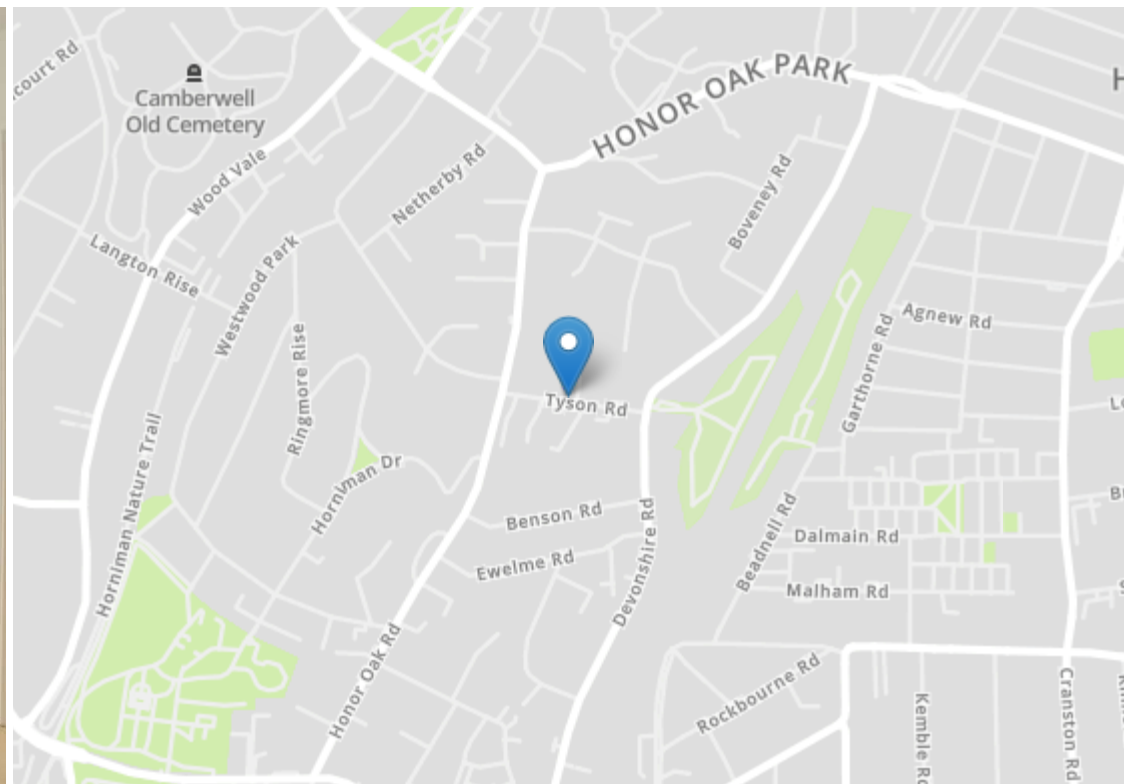 HONOR OAK PARK
Camberwell
Old Cemetery
Wood Vale
Netherby Rd
Boveney Rd
Langton Rise
Westwood Park
Agnew Rd
Ringmore Rise
Garthorne Rd
Tyson Rd
Horniman Nature Trail
Horniman Dr
Benson Rd
Devonshire Rd
Beadnell Rd
Dalmain Rd
Ewelme Rd
Malham Rd
Honor Oak Rd
Rockbourne Rd
Kemble R
Cranston Rd
court Rd
H